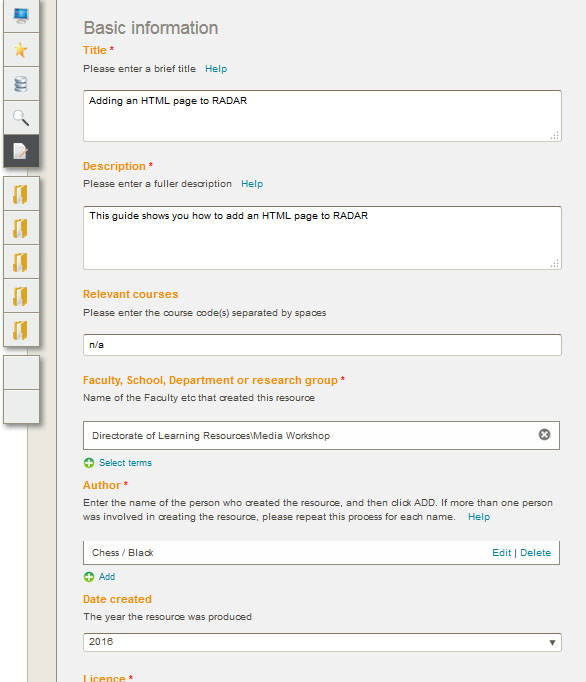 Basic information
Title *
Please enter a brief title Help
Adding an HTML page to RADAR
Description *
Please enter a fuller description Help
This guide shows you how to add an HTML page to RADAR
Relevant courses
Please enter the course code(s) separated by spaces
n/a
Faculty, School, Department or research group *
Name of the Faculty etc that created this resource
Directorate of Learning Resources\Media Workshop
Select terms
Author *
Enter the name of the person who created the resource, and then click ADD. If more than one person
was involved in creating the resource, please repeat this process for each name. Help
Chess / Black Edit | Delete
Add
Date created
The year the resource was produced
2016
Licence *